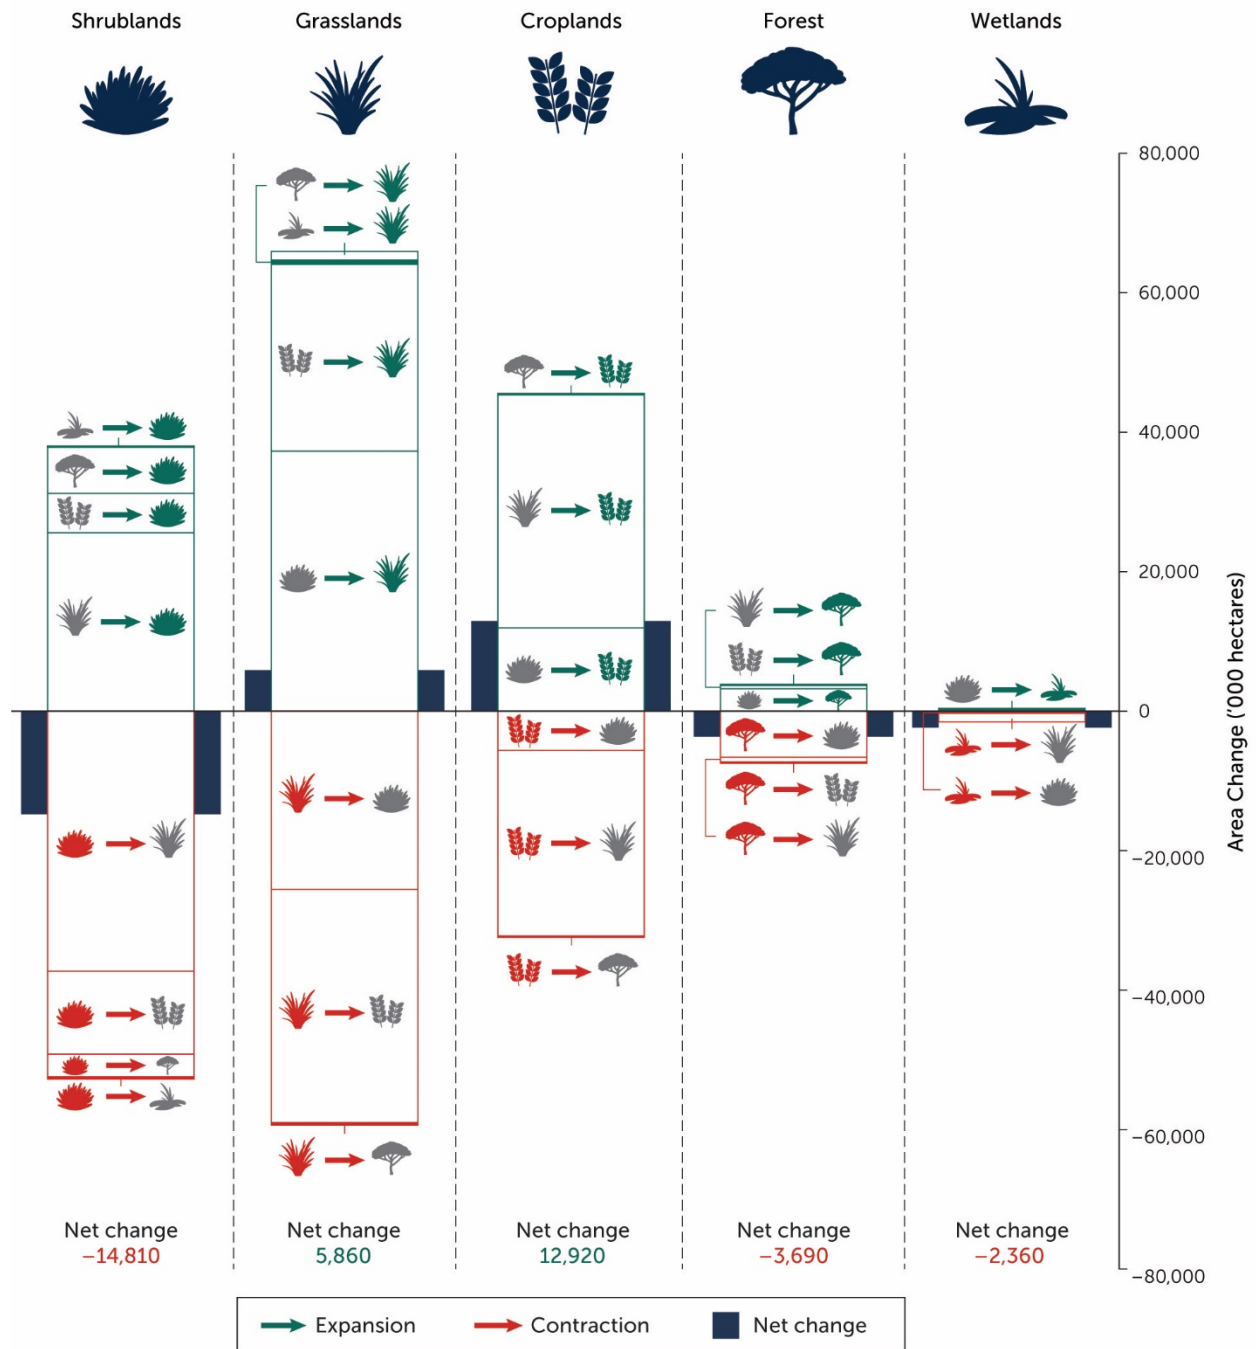 Shrublands
Grasslands
Croplands
Forest
Wetlands
80,000
60,000
40,000
20,000
0
−20,000
−40,000
−60,000
−80,000
Area Change ('000 hectares)
Net change
−14,810
Net change
5,860
Net change
12,920
Net change
−3,690
Net change
−2,360
Expansion
Contraction
Net change